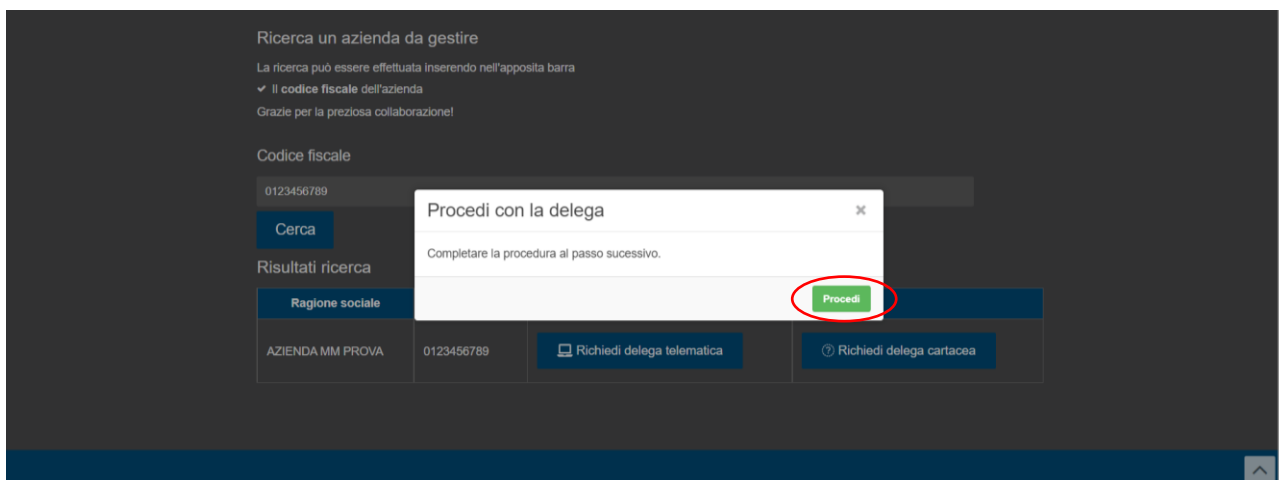 Ricerca un azienda da gestire
La ricerca può essere effettuata inserendo nell'apposita barra
Il codice fiscale dell'azienda
Grazie per la preziosa collaborazione!
Codice fiscale
0123456789
Cerca
Procedi con la delega
Completare la procedura al passo sucessivo.
Procedi
Risultati ricerca
Ragione sociale
AZIENDA MM PROVA 0123456789 Richiedi delega telematica Richiedi delega cartacea